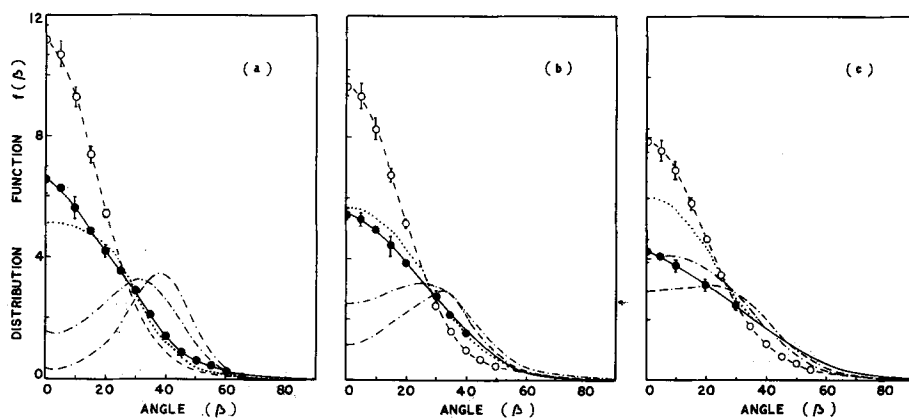 12
8
4
0
DISTRIBUTION FUNCTION f(β)
(a)
0 20 40 60 80
ANGLE (β)
(b)
0 20 40 60 80
ANGLE (β)
(c)
0 20 40 60 80
ANGLE (β)